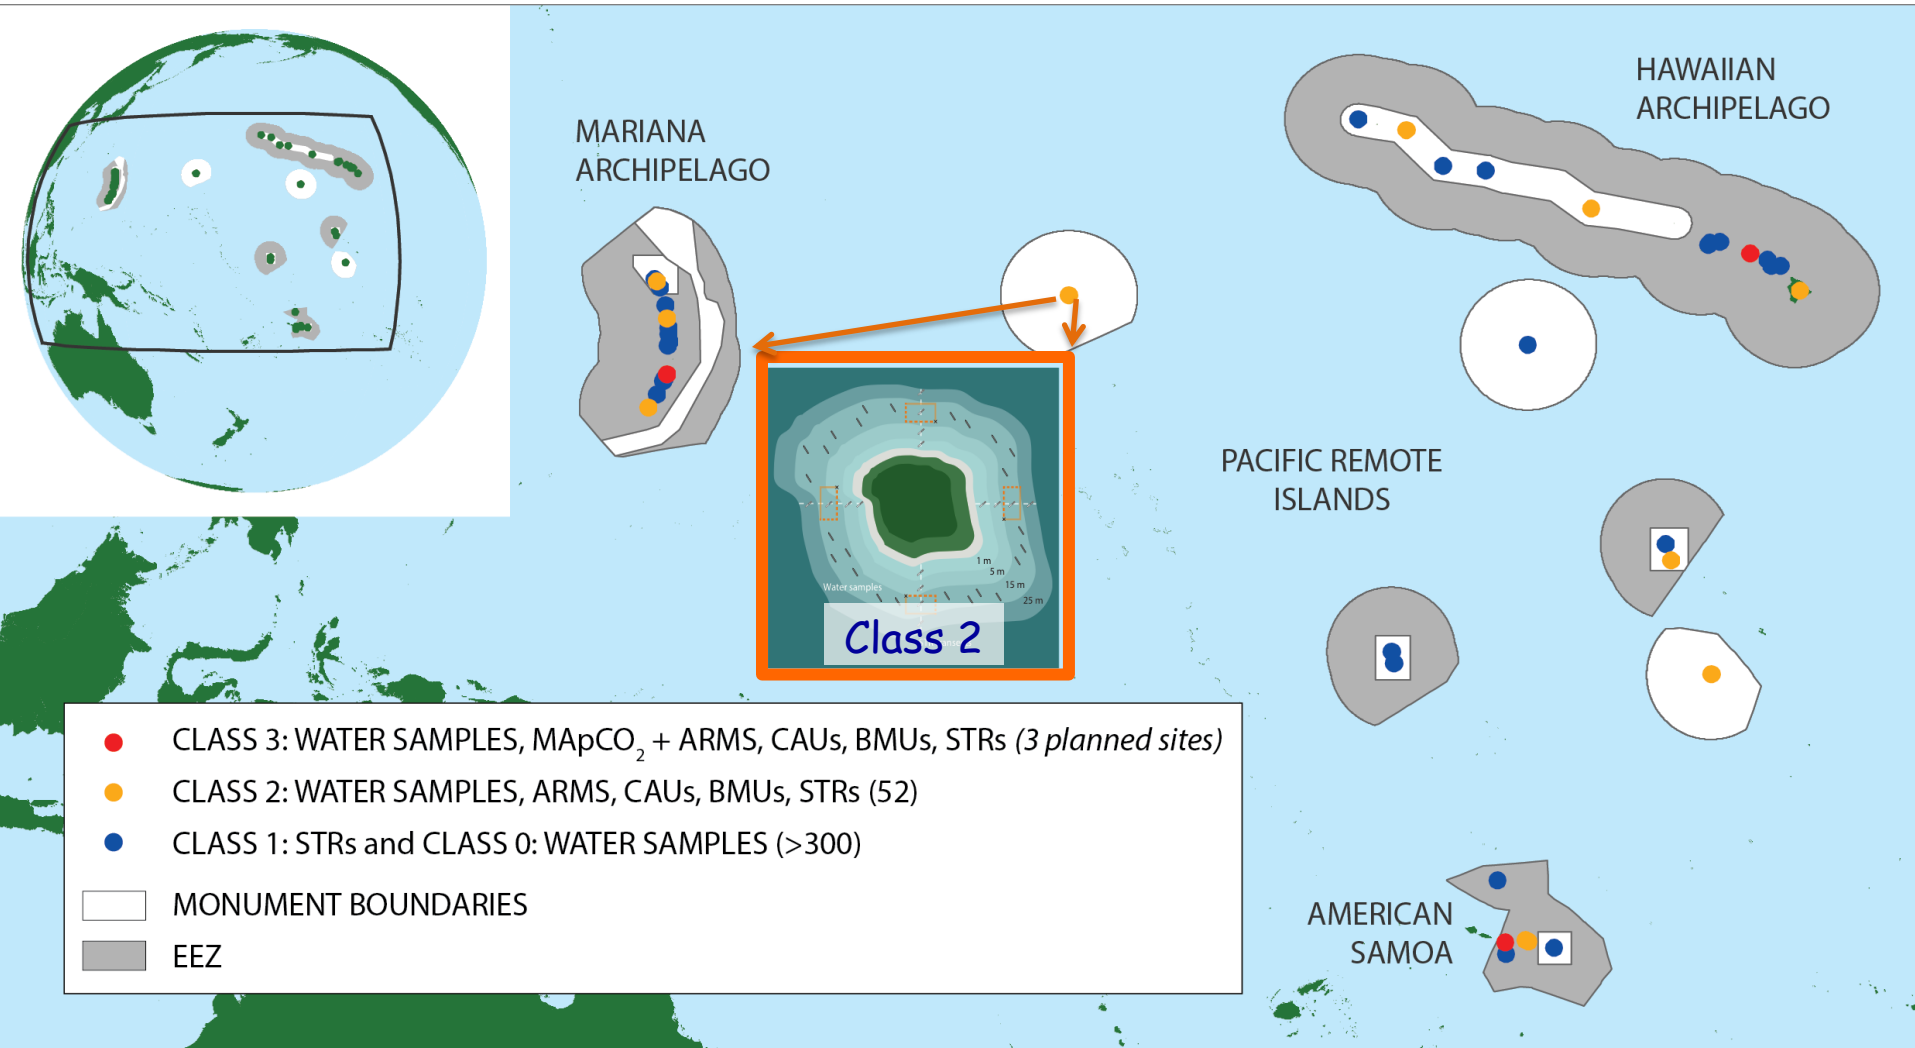 MARIANA
ARCHIPELAGO
HAWAIIAN
ARCHIPELAGO
PACIFIC REMOTE
ISLANDS
1 m
5 m
15 m
25 m
Water samples
Class 2
CLASS 3: WATER SAMPLES, MApCO2 + ARMS, CAUs, BMUs, STRs (3 planned sites)
CLASS 2: WATER SAMPLES, ARMS, CAUs, BMUs, STRs (52)
CLASS 1: STRs and CLASS 0: WATER SAMPLES (>300)
MONUMENT BOUNDARIES
EEZ
AMERICAN
SAMOA